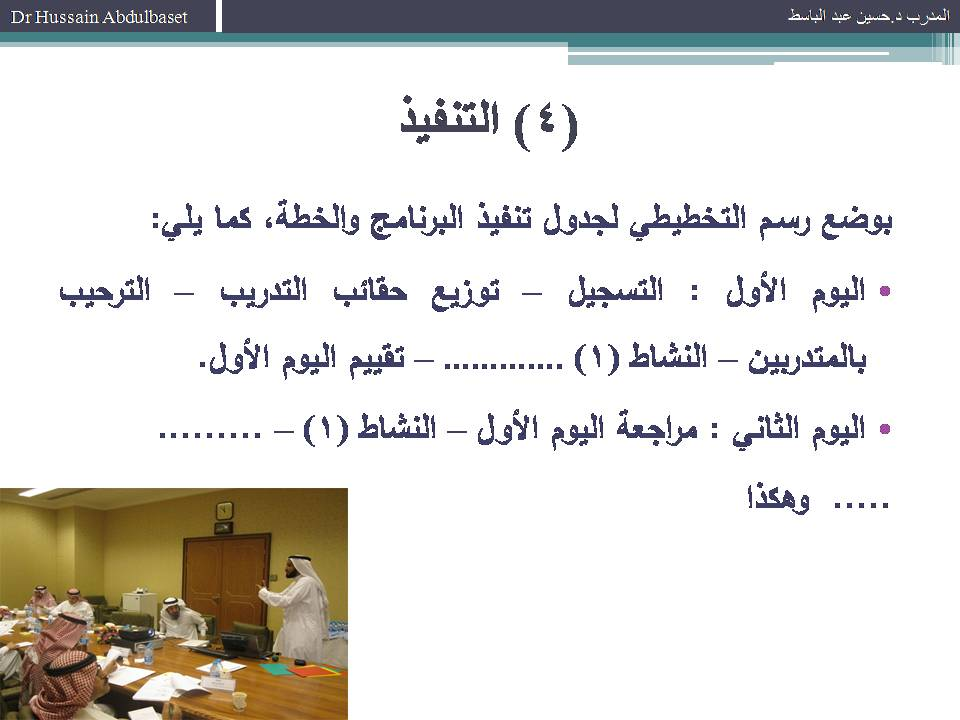 Dr Hussain Abdulbaset
المدرب د.حسين عبد الباسط
(٤) التنفيذ
بوضع رسم التخطيطي لجدول تنفيذ البرنامج والخطة، كما يلي:
• اليوم الأول : التسجيل – توزيع حقائب التدريب – الترحيب
بالمتدربين – النشاط (١) ............. – تقييم اليوم الأول.
• اليوم الثاني : مراجعة اليوم الأول – النشاط (١) – .........
..... وهكذا